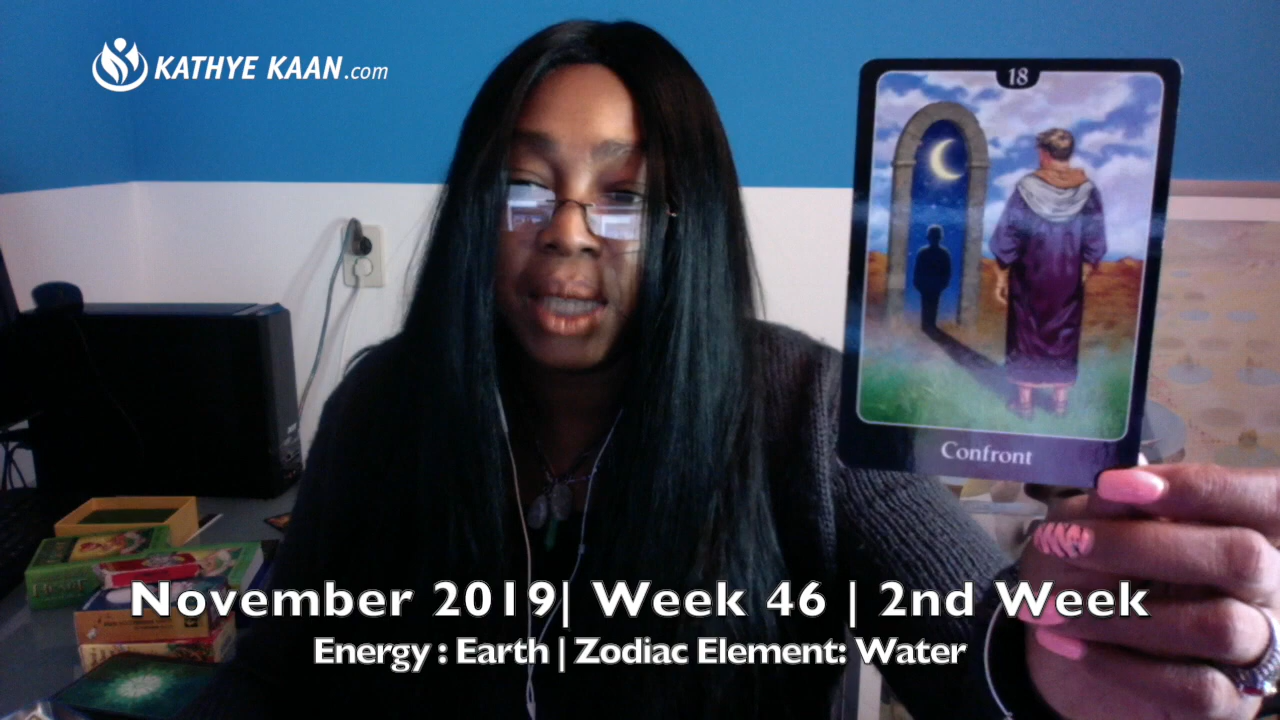 KATHYE KAAN.com
18
Confront
November 2019| Week 46 | 2nd Week
Energy : Earth | Zodiac Element: Water